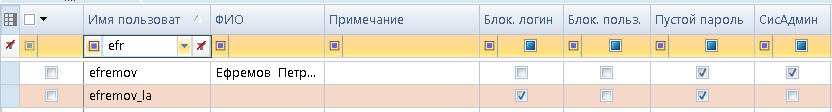 Имя пользоват ФИО Примечание Блок. логин Блок. польз. Пустой пароль СисАдмин
efr
efremov Ефремов Петр...
efremov_la